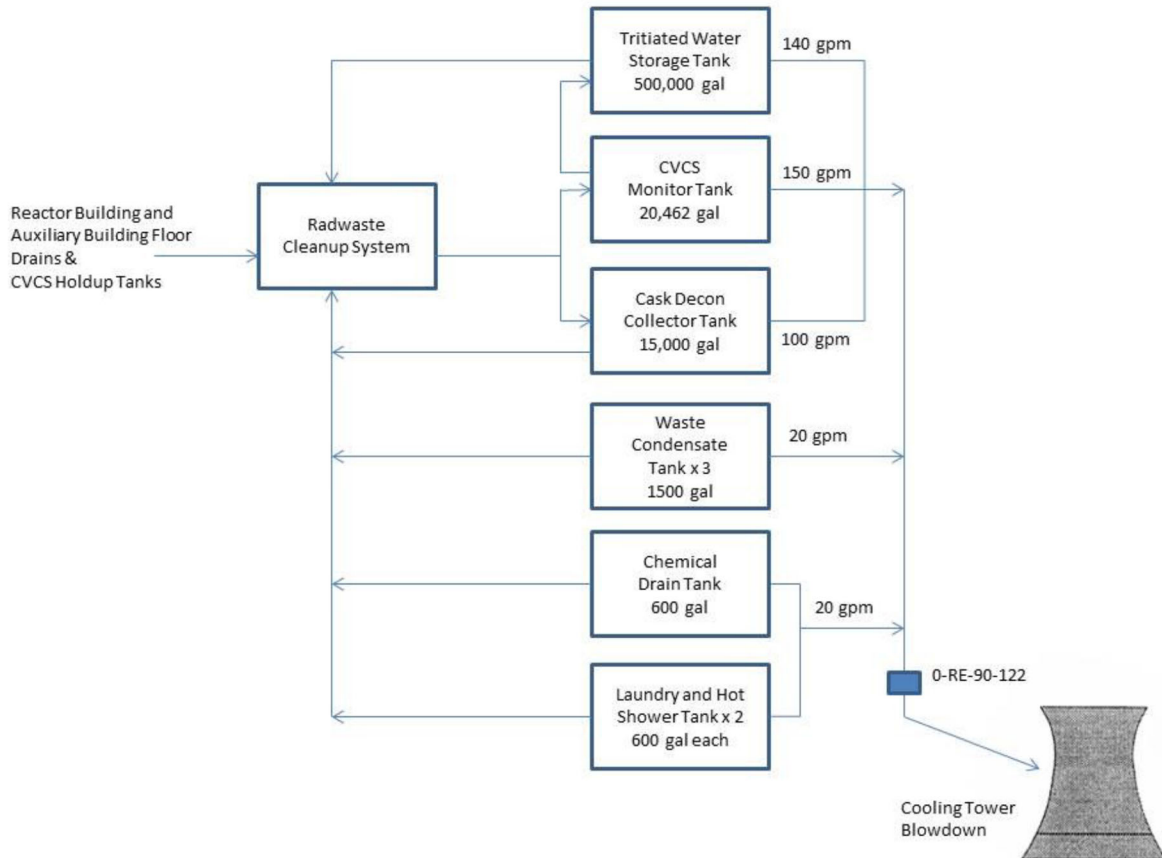 Tritiated Water
Storage Tank
500,000 gal
140 gpm
CVCS
Monitor Tank
20,462 gal
150 gpm
Reactor Building and
Auxiliary Building Floor
Drains &
CVCS Holdup Tanks
Radwaste
Cleanup System
Cask Decon
Collector Tank
15,000 gal
100 gpm
Waste
Condensate
Tank x 3
1500 gal
20 gpm
Chemical
Drain Tank
600 gal
20 gpm
Laundry and Hot
Shower Tank x 2
600 gal each
0-RE-90-122
Cooling Tower
Blowdown